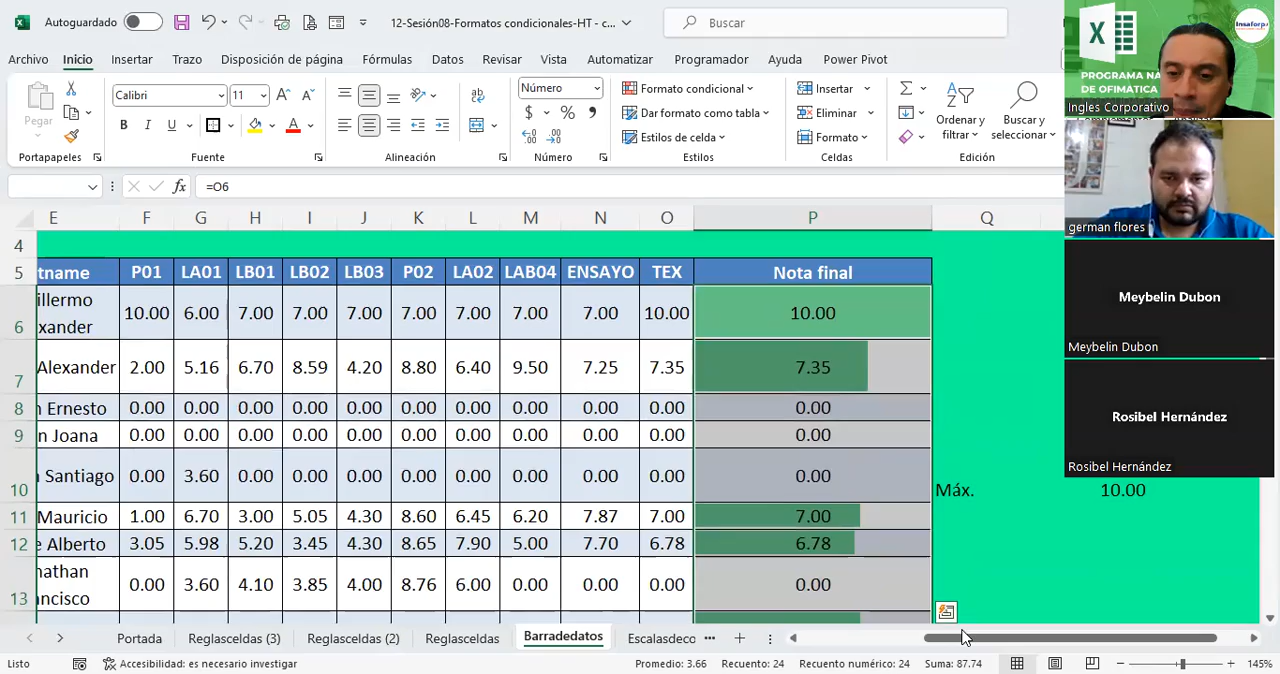 Autoguardado 12-Sesión08-Formatos condicionales-HT - c... Buscar
Archivo Inicio Insertar Trazo Disposición de página Fórmulas Datos Revisar Vista Automatizar Programador Ayuda Power Pivot
Pegar
Portapapeles
Calibri 11
N K S
Fuente
Alineación
Número
$ % 000
Número
Formato condicional
Dar formato como tabla
Estilos de celda
Estilos
Insertar
Eliminar
Formato
Celdas
Ordenar y filtrar
Buscar y seleccionar
Edición
PROGRAMA NA
DE OFIMATICA
Insaforp
Ingles Corporativo
german flores
Meybelin Dubon
Meybelin Dubon
Rosibel Hernández
Rosibel Hernández
fx =O6
E F G H I J K L M N O P Q
4
5 tname P01 LA01 LB01 LB02 LB03 P02 LA02 LAB04 ENSAYO TEX Nota final
6 illermo xander 10.00 6.00 7.00 7.00 7.00 7.00 7.00 7.00 7.00 10.00 10.00
7 Alexander 2.00 5.16 6.70 8.59 4.20 8.80 6.40 9.50 7.25 7.35 7.35
8 n Ernesto 0.00 0.00 0.00 0.00 0.00 0.00 0.00 0.00 0.00 0.00 0.00
9 n Joana 0.00 0.00 0.00 0.00 0.00 0.00 0.00 0.00 0.00 0.00 0.00
10 Santiago 0.00 3.60 0.00 0.00 0.00 0.00 0.00 0.00 0.00 0.00 0.00 Máx. 10.00
11 Mauricio 1.00 6.70 3.00 5.05 4.30 8.60 6.45 6.20 7.87 7.00 7.00
12 e Alberto 3.05 5.98 5.20 3.45 4.30 8.65 7.90 5.00 7.70 6.78 6.78
13 nathan ncisco 0.00 3.60 4.10 3.85 4.00 8.76 6.00 0.00 0.00 0.00 0.00
Portada Reglasceldas (3) Reglasceldas (2) Reglasceldas Barradedatos Escalasdeco ...
Listo Accesibilidad: es necesario investigar Promedio: 3.66 Recuento: 24 Recuento numérico: 24 Suma: 87.74 145%